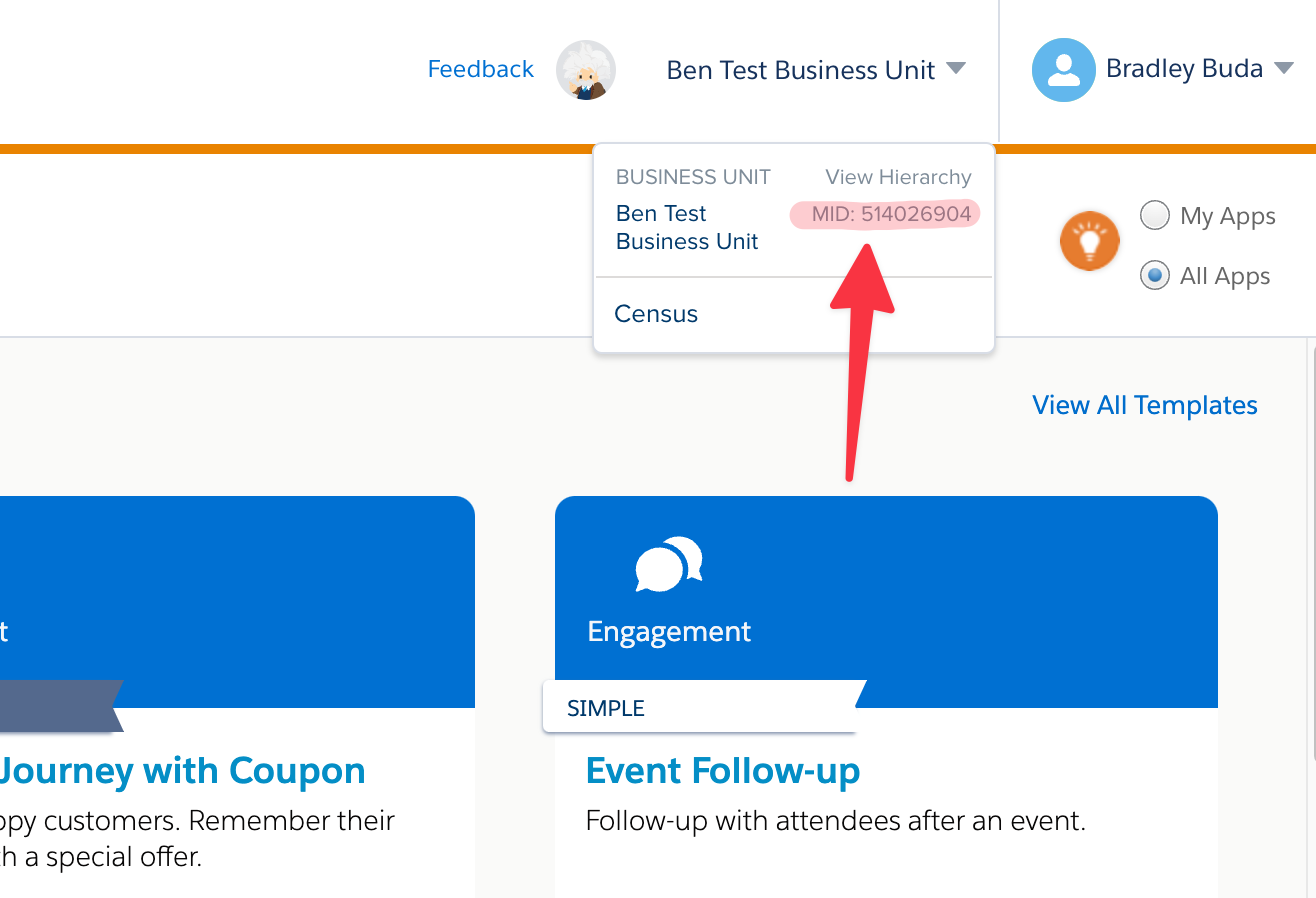 Feedback
Ben Test Business Unit
Bradley Buda
BUSINESS UNIT
View Hierarchy
Ben Test
Business Unit
MID: 514026904
Census
My Apps
All Apps
View All Templates
t
Engagement
SIMPLE
Journey with Coupon
customers. Remember their
a special offer.
Event Follow-up
Follow-up with attendees after an event.